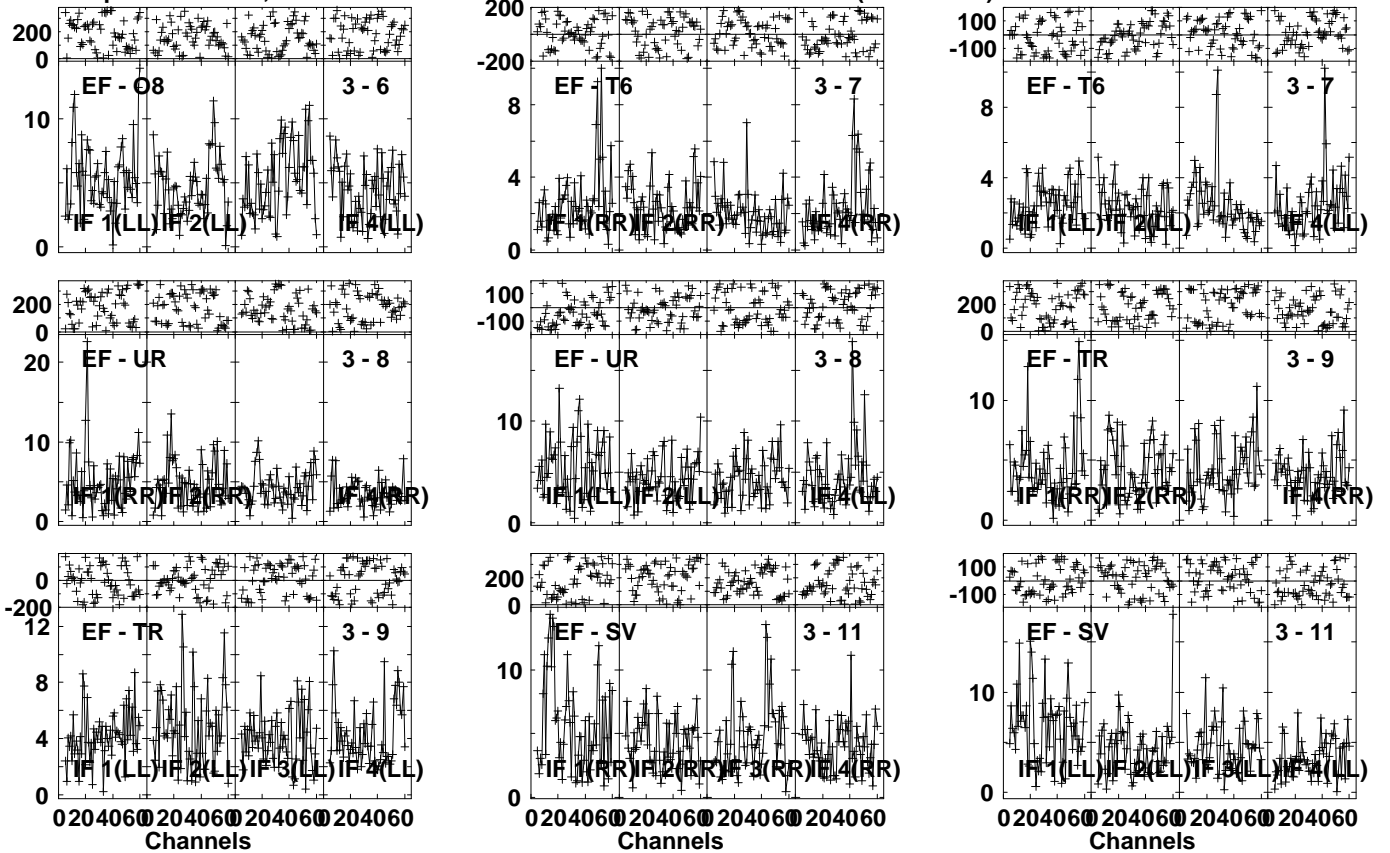 200
0
EF - O8 3 - 6
10
0
IF 1(LL) IF 2(LL) IF 4(LL)
200
-200
EF - T6 3 - 7
8
4
0
IF 1(RR) IF 2(RR) IF 4(RR)
100
-100
EF - T6 3 - 7
8
4
0
IF 1(LL) IF 2(LL) IF 4(LL)
200
0
EF - UR 3 - 8
20
10
0
IF 1(RR) IF 2(RR) IF 4(RR)
100
-100
EF - UR 3 - 8
10
0
IF 1(LL) IF 2(LL) IF 4(LL)
200
0
EF - TR 3 - 9
10
0
IF 1(RR) IF 2(RR) IF 4(RR)
0
-200
EF - TR 3 - 9
12
8
4
0
IF 1(LL) IF 2(LL) IF 3(LL) IF 4(LL)
0 20 40 60 0 20 40 60 0 20 40 60 0 20 40 60
Channels
200
0
EF - SV 3 - 11
10
0
IF 1(RR) IF 2(RR) IF 3(RR) IF 4(RR)
0 20 40 60 0 20 40 60 0 20 40 60 0 20 40 60
Channels
100
-100
EF - SV 3 - 11
10
0
IF 1(LL) IF 2(LL) IF 3(LL) IF 4(LL)
0 20 40 60 0 20 40 60 0 20 40 60 0 20 40 60
Channels